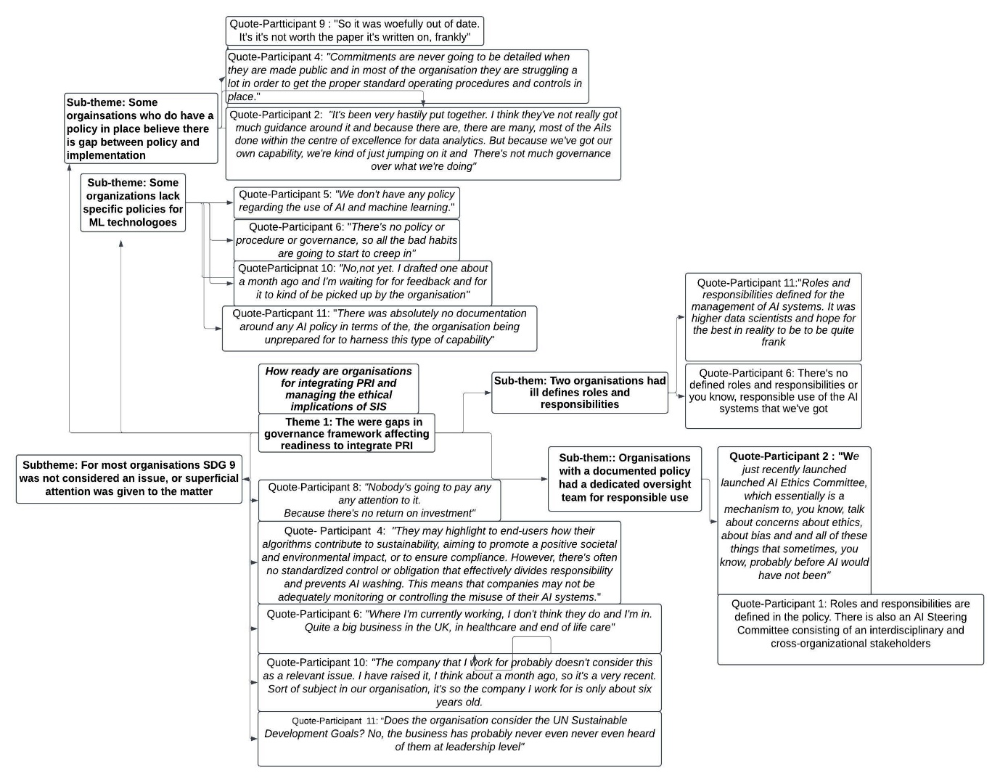 Quote-Partticipant 9 : "So it was woefully out of date.
It's it's not worth the paper it's written on, frankly"
Quote-Participant 4: "Commitments are never going to be detailed when
they are made public and in most of the organisation they are struggling a
lot in order to get the proper standard operating procedures and controls in
place."
Sub-theme: Some
orgainsations who do have a
policy in place believe there
is gap between policy and
implementation
Quote-Participant 2:  "It's been very hastily put together. I think they've not really got
much guidance around it and because there are, there are many, most of the AiIs
done within the centre of excellence for data analytics. But because we've got our
own capability, we're kind of just jumping on it and  There's not much governance
over what we're doing"
Sub-theme: Some
organizations lack
specific policies for
ML technologoes
Quote-Participant 5: "We don't have any policy
regarding the use of AI and machine learning."
Quote-Participant 6: "There's no policy or
procedure or governance, so all the bad habits
are going to start to creep in"
QuoteParticipnat 10: "No,not yet. I drafted one about
a month ago and I'm waiting for for feedback and for
it to kind of be picked up by the organisation"
Quote-Particpant 11: "There was absolutely no documentation
around any AI policy in terms of the, the organisation being
unprepared for to harness this type of capability"
Quote-Participant 11:"Roles and
responsibilities defined for the
management of AI systems. It was
higher data scientists and hope for
the best in reality to be to be quite
frank
How ready are organisations
for integrating PRI and
managing the ethical
implications of SIS
Theme 1: The were gaps in
governance framework affecting
readiness to integrate PRI
Sub-them: Two organisations had
ill defines roles and
responsibilities
Quote-Participant 6: There's no
defined roles and responsibilities or
you know, responsible use of the AI
systems that we've got
Subtheme: For most organisations SDG 9
was not considered an issue, or superficial
attention was given to the matter
Sub-them:: Organisations
with a documented policy
had a dedicated oversight
team for responsible use
Quote-Participant 2 : "We
just recently launched
launched AI Ethics Committee,
which essentially is a
mechanism to, you know, talk
about concerns about ethics,
about bias and and all of these
things that sometimes, you
know, probably before AI would
have not been"
Quote-Participant 1: Roles and responsibilities are
defined in the policy. There is also an AI Steering
Committee consisting of an interdisciplinary and
cross-organizational stakeholders
Quote-Participant 8: "Nobody's going to pay any
any attention to it.
Because there's no return on investment"
Quote- Participant  4:  "They may highlight to end-users how their
algorithms contribute to sustainability, aiming to promote a positive societal
and environmental impact, or to ensure compliance. However, there's often
no standardized control or obligation that effectively divides responsibility
and prevents AI washing. This means that companies may not be
adequately monitoring or controlling the misuse of their AI systems."
Quote-Participant 6: "Where I'm currently working, I don't think they do and I'm in.
Quite a big business in the UK, in healthcare and end of life care"
Quote-Participant 10: "The company that I work for probably doesn't consider this
as a relevant issue. I have raised it, I think about a month ago, so it's a very recent.
Sort of subject in our organisation, it's so the company I work for is only about six
years old.
Quote-Participant  11: "Does the organisation consider the UN Sustainable
Development Goals? No, the business has probably never even never even heard
of them at leadership level"